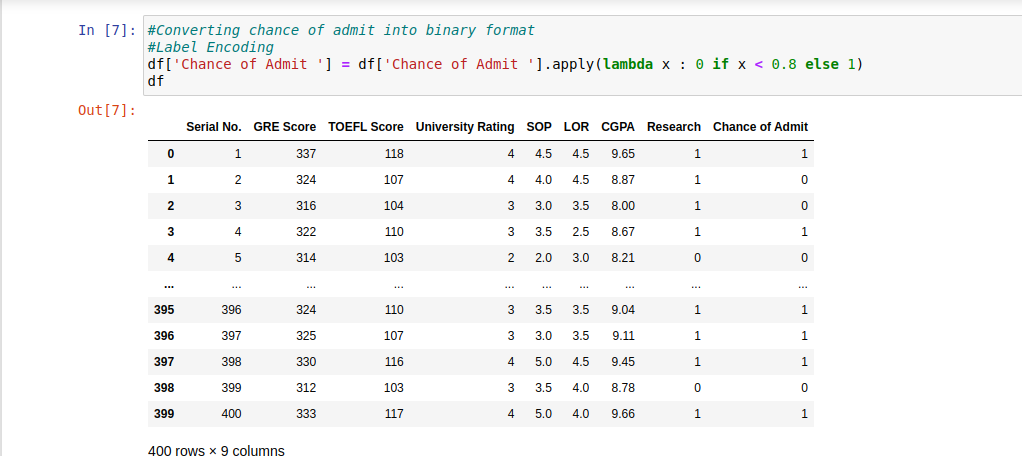 In [7]: #Converting chance of admit into binary format
#Label Encoding
df['Chance of Admit '] = df['Chance of Admit '].apply(lambda x : 0 if x < 0.8 else 1)
df
Out[7]:
Serial No. GRE Score TOEFL Score University Rating SOP LOR CGPA Research Chance of Admit
0 1 337 118 4 4.5 4.5 9.65 1 1
1 2 324 107 4 4.0 4.5 8.87 1 0
2 3 316 104 3 3.0 3.5 8.00 1 0
3 4 322 110 3 3.5 2.5 8.67 1 1
4 5 314 103 2 2.0 3.0 8.21 0 0
... ... ... ... ... ... ... ... ... ...
395 396 324 110 3 3.5 3.5 9.04 1 1
396 397 325 107 3 3.0 3.5 9.11 1 1
397 398 330 116 4 5.0 4.5 9.45 1 1
398 399 312 103 3 3.5 4.0 8.78 0 0
399 400 333 117 4 5.0 4.0 9.66 1 1
400 rows × 9 columns